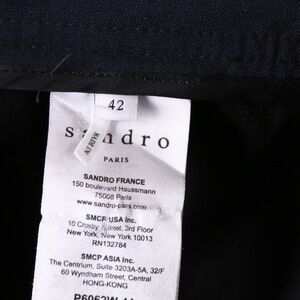 42
sandro
MADE IN
PARIS
SANDRO FRANCE
150 boulevard Haussmann
75008 Paris
www.sandro-paris.com
SMCP USA Inc.
10 Crosby Street, 3rd Floor
New York, New York 10013
RN132784
SMCP ASIA Inc.
The Centrium, Suite 3203A-5A, 32/F
60 Wyndham Street, Central
HONG-KONG